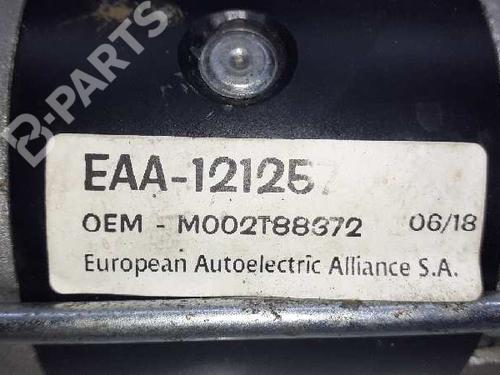 B-PARTS
EAA-121257
OEM - M002T88372 06/18
European Autoelectric Alliance S.A.